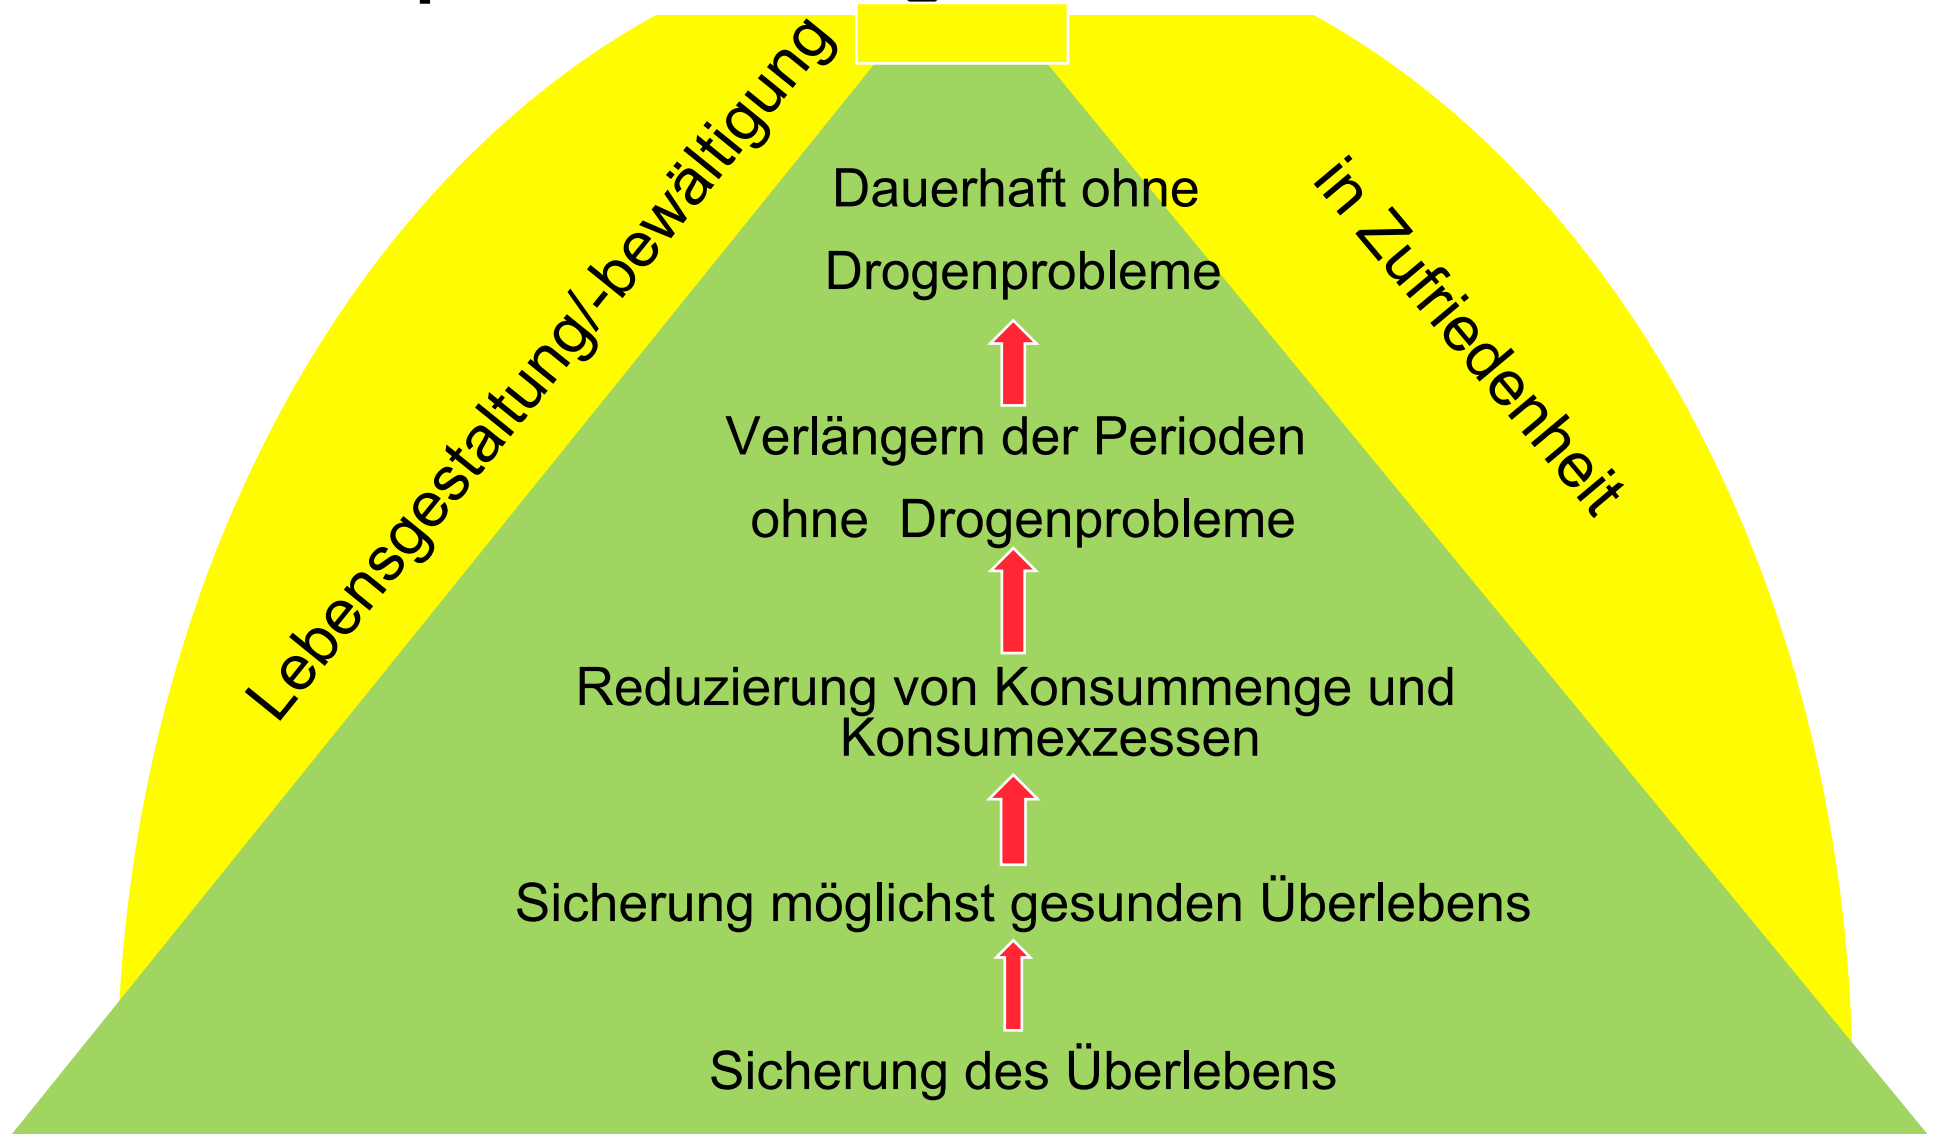 Lebensgestaltung/-bewältigung
in Zufriedenheit
Dauerhaft ohne
Drogenprobleme
Verlängern der Perioden
ohne Drogenprobleme
Reduzierung von Konsummenge und
Konsumexzessen
Sicherung möglichst gesunden Überlebens
Sicherung des Überlebens